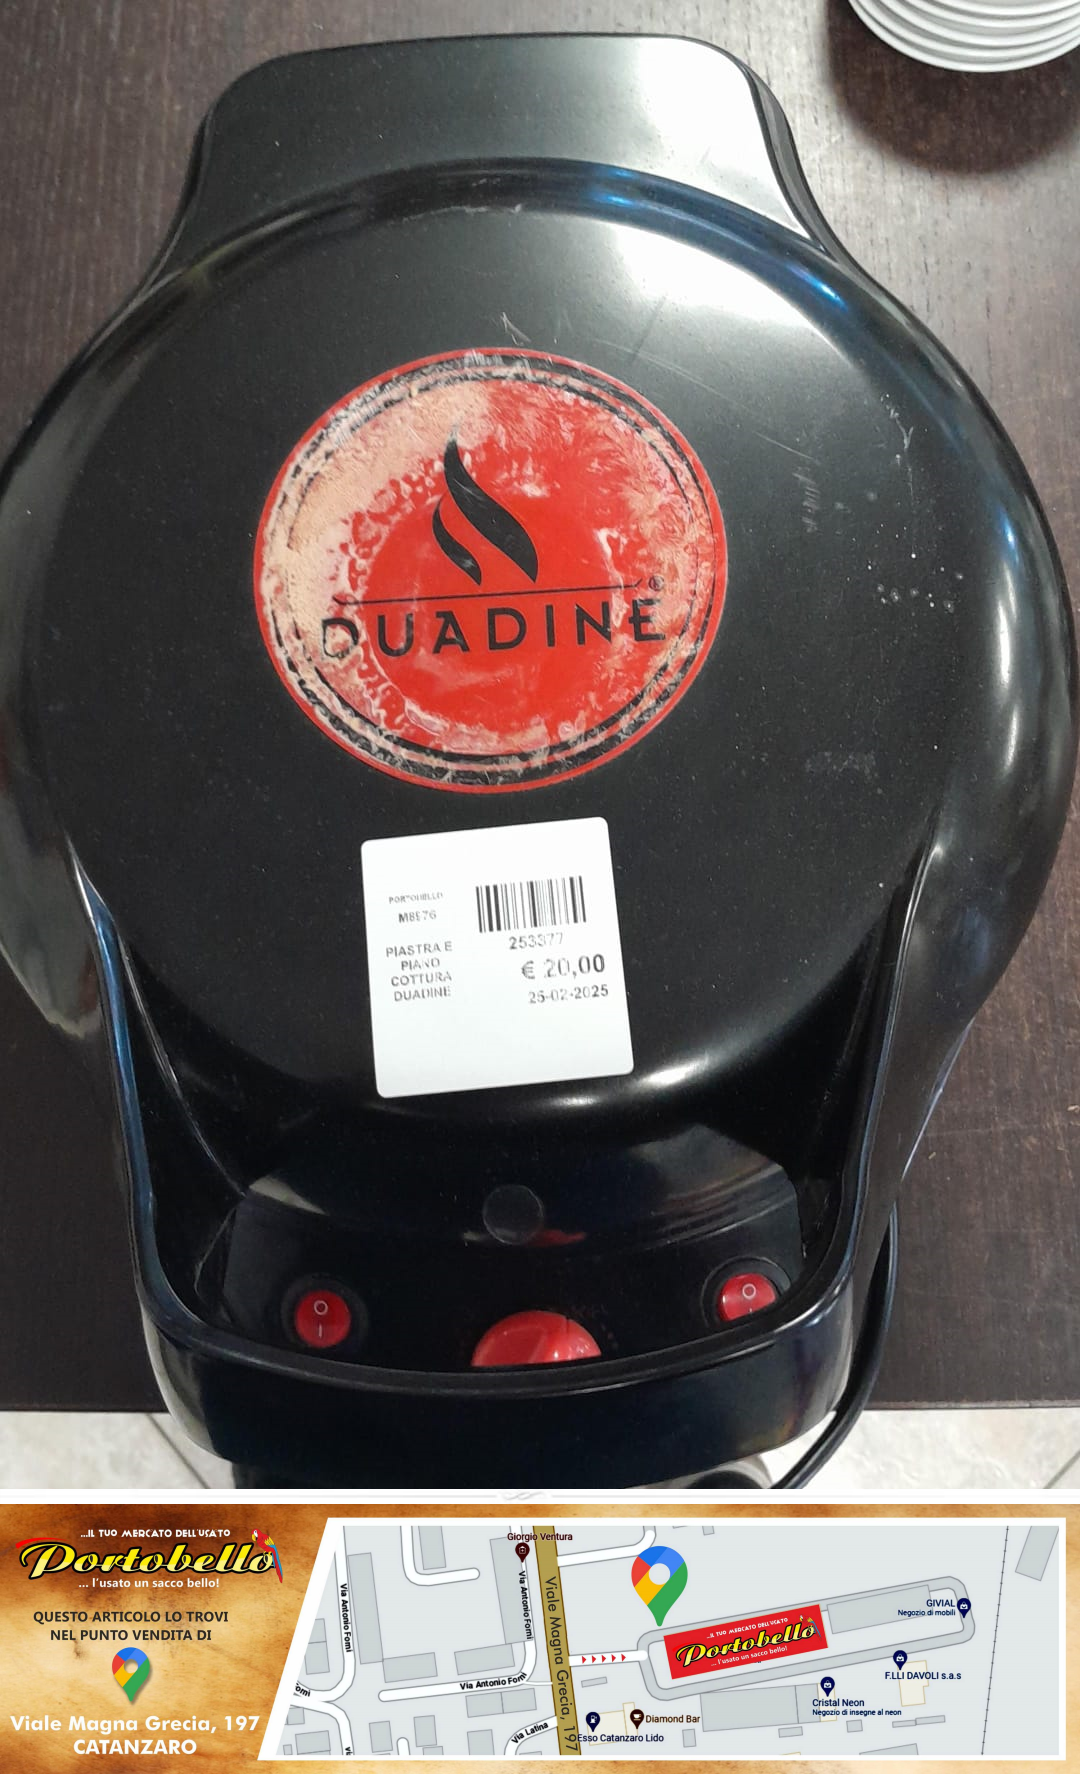 DUADINE®
PORTOBELLO
M8576
PIASTRA E
PIANO
COTTURA
DUADINE
253377
€ 20,00
25-02-2025
...IL TUO MERCATO DELL'USATO
Portobello
... l'usato un sacco bello!
QUESTO ARTICOLO LO TROVI
NEL PUNTO VENDITA DI
Viale Magna Grecia, 197
CATANZARO
Giorgio Ventura
Via Antonio Forni
Via Antonio Forni
Viale Magna Grecia, 197
Via Antonio Forni
Forni
Via Latina
...IL TUO MERCATO DELL'USATO
Portobello
...l'usato un sacco bello!
GIVIAL
Negozio di mobili
F.LLI DAVOLI s.a.s
Cristal Neon
Negozio di insegne al neon
Diamond Bar
Esso Catanzaro Lido